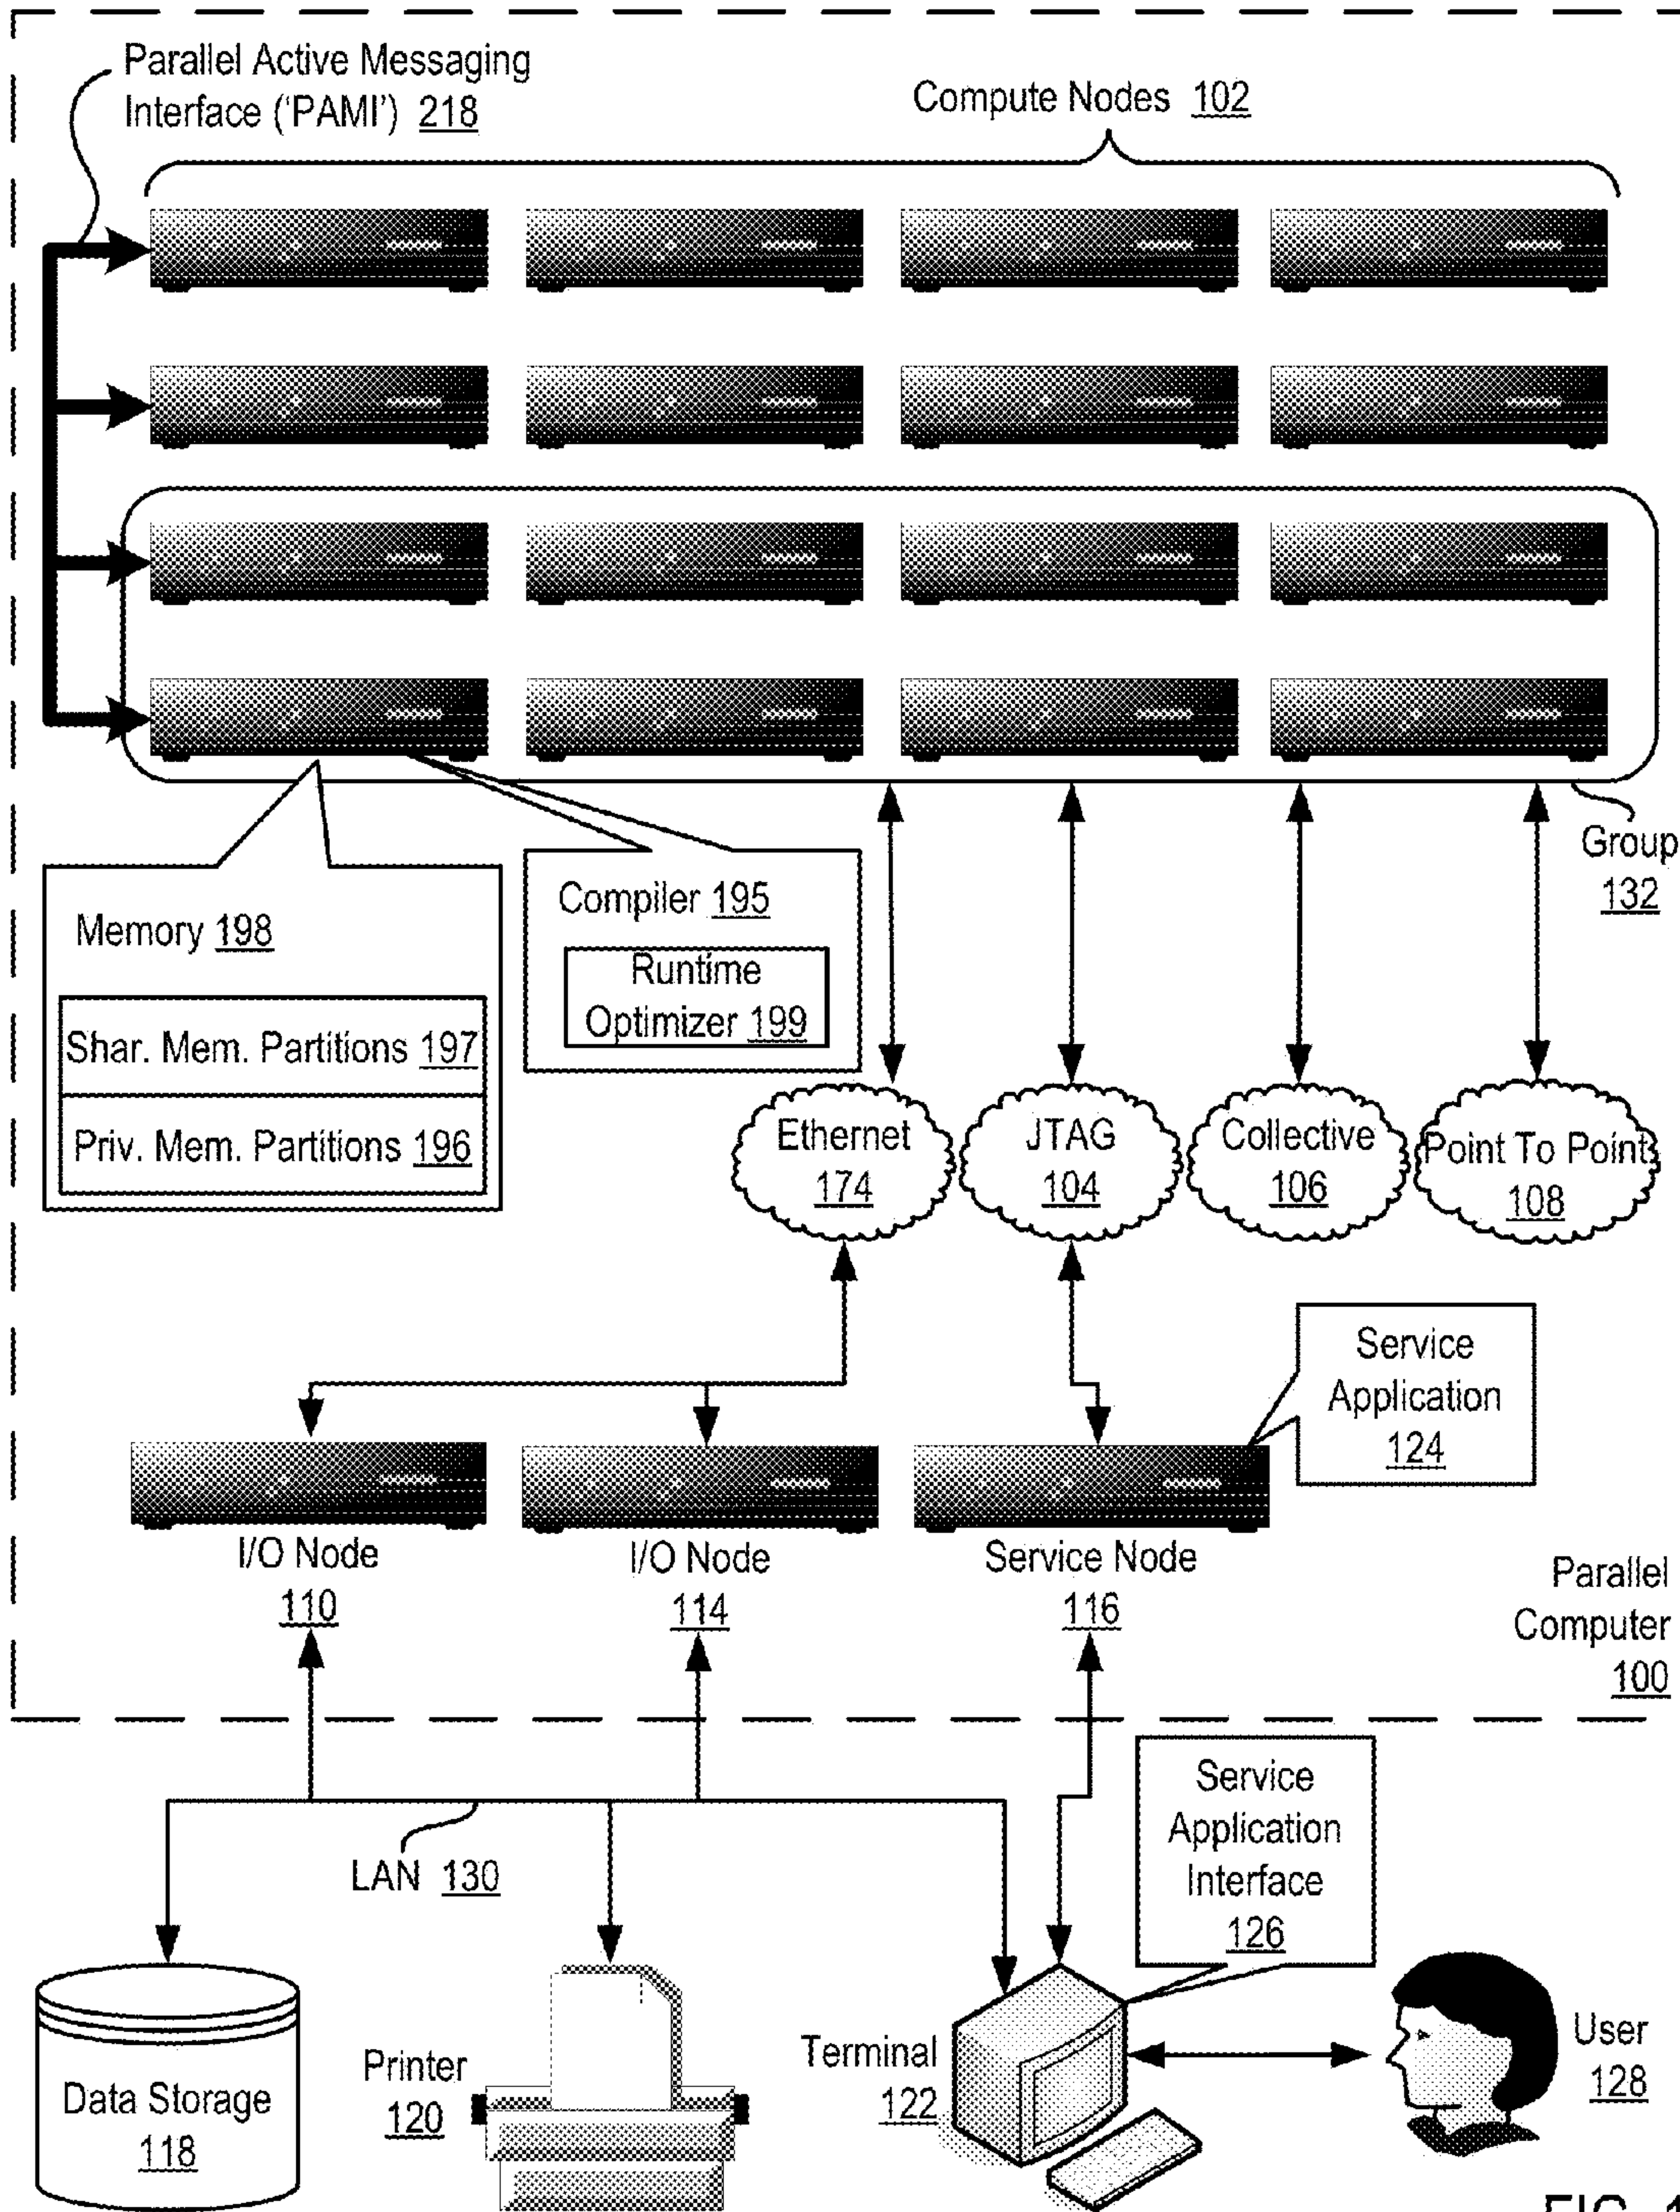 Parallel Active Messaging
Interface ('PAMI') 218
Compute Nodes 102
Group
132
Memory 198
Shar. Mem. Partitions 197
Priv. Mem. Partitions 196
Compiler 195
Runtime
Optimizer 199
Ethernet
174
JTAG
104
Collective
106
Point To Point
108
Service
Application
124
I/O Node
110
I/O Node
114
Service Node
116
Parallel
Computer
100
LAN 130
Service
Application
Interface
126
Data Storage
118
Printer
120
Terminal
122
User
128
FIG. 1